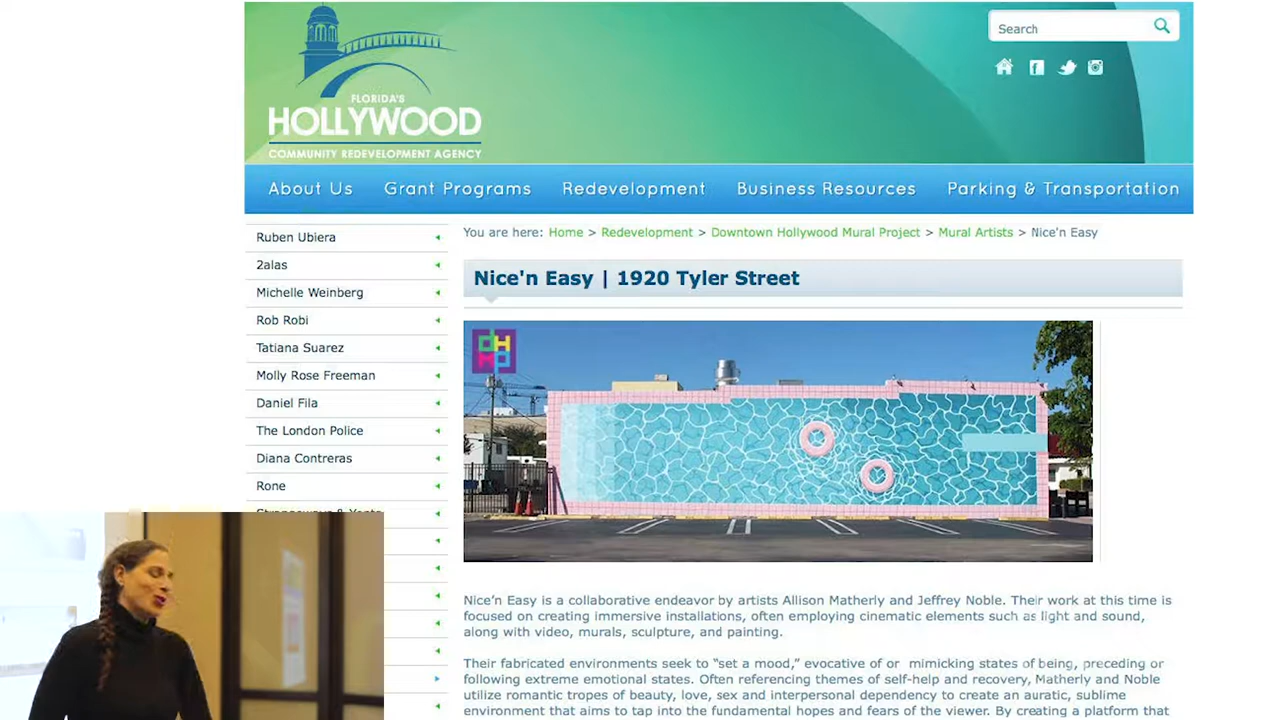 FLORIDA'S
HOLLYWOOD
COMMUNITY REDEVELOPMENT AGENCY
Search
About Us Grant Programs Redevelopment Business Resources Parking & Transportation
Ruben Ubiera
2alas
Michelle Weinberg
Rob Robi
Tatiana Suarez
Molly Rose Freeman
Daniel Fila
The London Police
Diana Contreras
Rone
You are here: Home > Redevelopment > Downtown Hollywood Mural Project > Mural Artists > Nice'n Easy
Nice'n Easy | 1920 Tyler Street
DH
MP
Nice’n Easy is a collaborative endeavor by artists Allison Matherly and Jeffrey Noble. Their work at this time is
focused on creating immersive installations, often employing cinematic elements such as light and sound,
along with video, murals, sculpture, and painting.
Their fabricated environments seek to “set a mood,” evocative of or mimicking states of being, preceding or
following extreme emotional states. Often referencing themes of self-help and recovery, Matherly and Noble
utilize romantic tropes of beauty, love, sex and interpersonal dependency to create an auratic, sublime
environment that aims to tap into the fundamental hopes and fears of the viewer. By creating a platform that